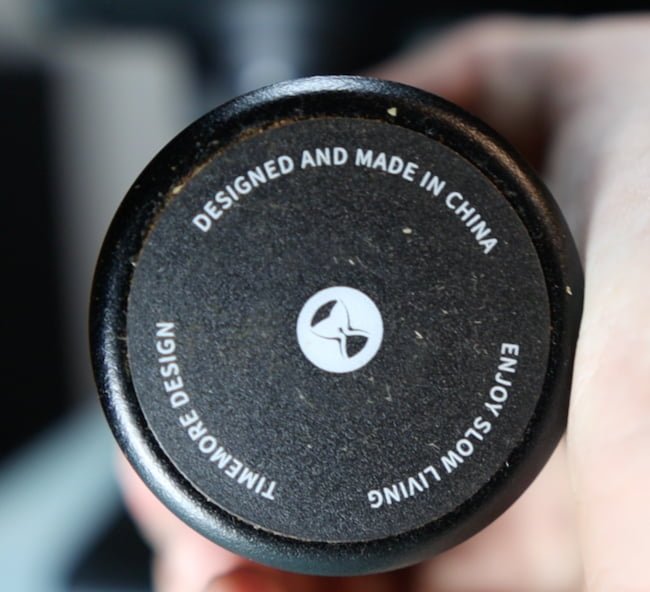 DESIGNED AND MADE IN CHINA
ENJOY SLOW LIVING
TIMEMORE DESIGN